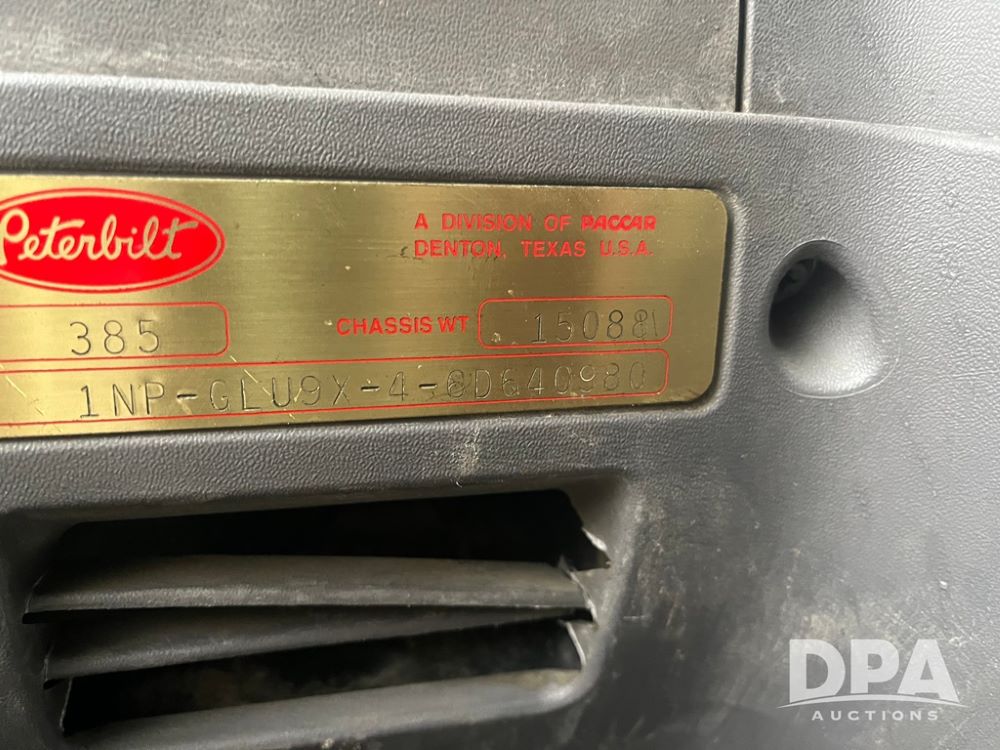 Peterbilt
A DIVISION OF PACCAR
DENTON, TEXAS U.S.A.
385
CHASSIS WT 15088
1NP-GLU9X-4-6D640980
DPA
AUCTIONS